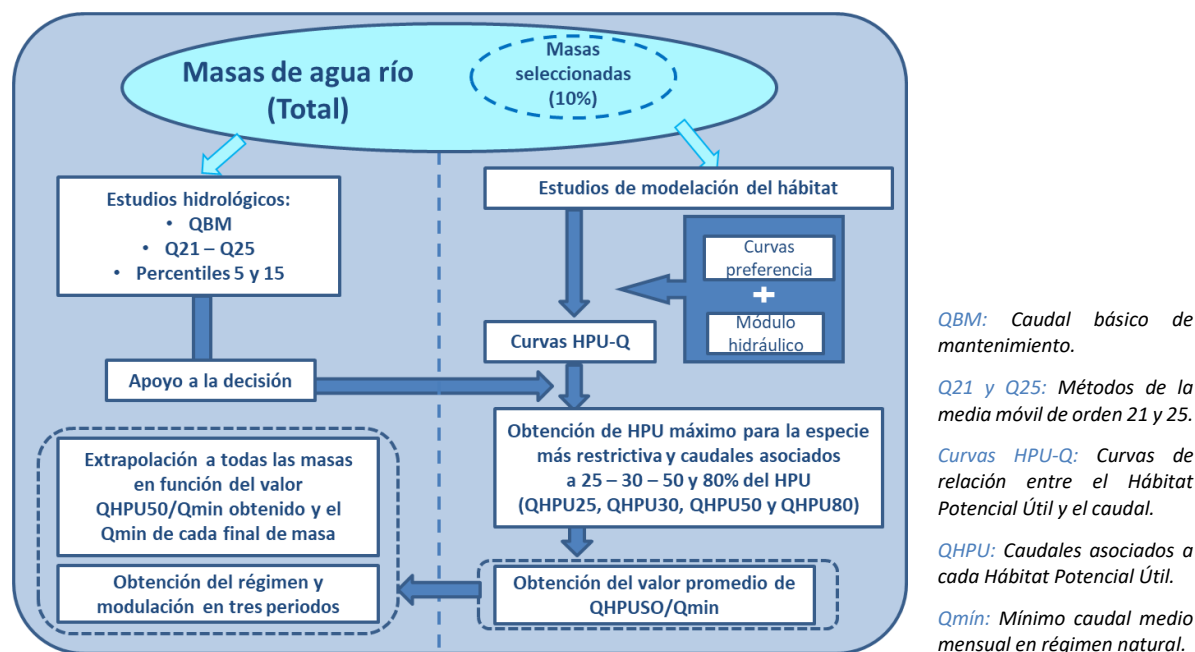 Masas de agua río
(Total)
Masas
seleccionadas
(10%)
Estudios hidrológicos:
• QBM
• Q21 – Q25
• Percentiles 5 y 15
Apoyo a la decisión
Estudios de modelación del hábitat
Curvas
preferencia
+
Módulo
hidráulico
Curvas HPU-Q
Obtención de HPU máximo para la especie
más restrictiva y caudales asociados
a 25 – 30 – 50 y 80% del HPU
(QHPU25, QHPU30, QHPU50 y QHPU80)
Obtención del valor promedio de
QHPUSO/Qmin
Extrapolación a todas las masas
en función del valor
QHPU50/Qmin obtenido y el
Qmin de cada final de masa
Obtención del régimen y
modulación en tres periodos
QBM: Caudal básico de
mantenimiento.
Q21 y Q25: Métodos de la
media móvil de orden 21 y 25.
Curvas HPU-Q: Curvas de
relación entre el Hábitat
Potencial Útil y el caudal.
QHPU: Caudales asociados a
cada Hábitat Potencial Útil.
Qmín: Mínimo caudal medio
mensual en régimen natural.